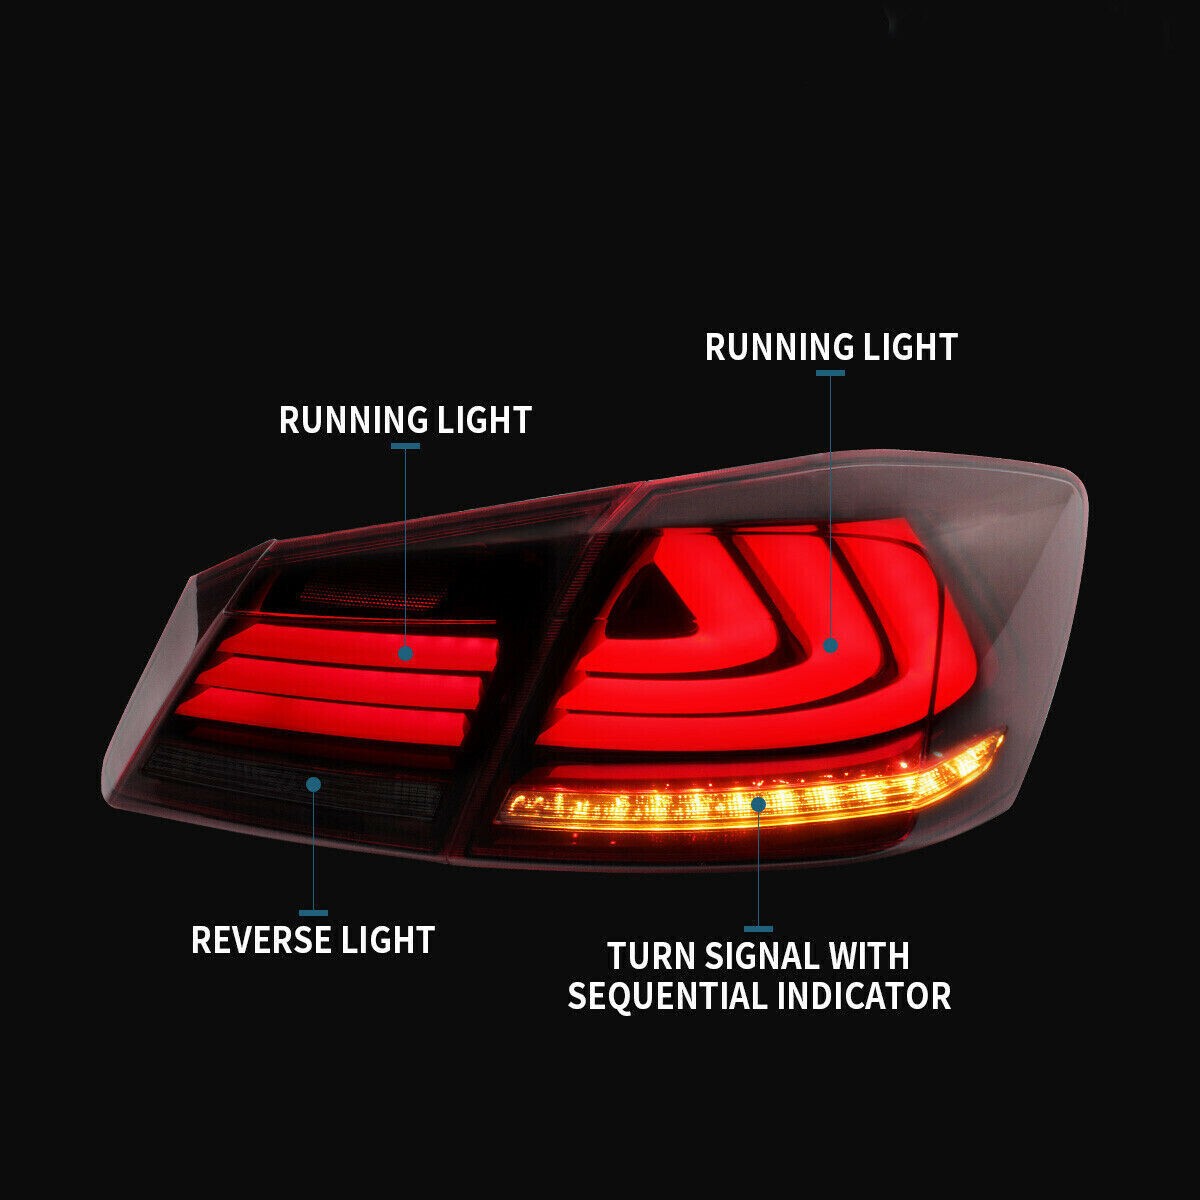 RUNNING LIGHT
RUNNING LIGHT
REVERSE LIGHT
TURN SIGNAL WITH
SEQUENTIAL INDICATOR